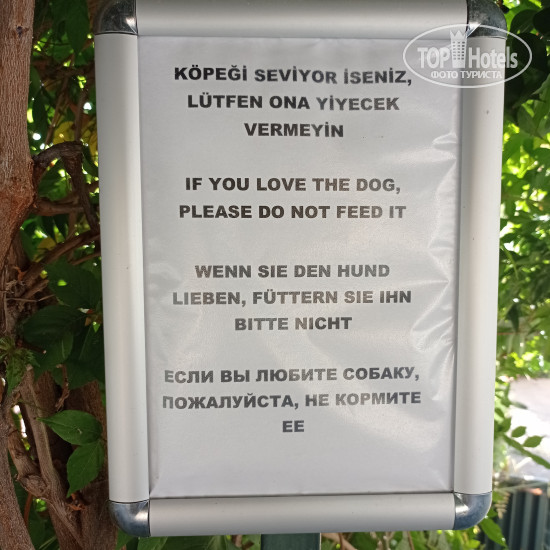 TOP Hotels
ФОТО ТУРИСТА
KÖPEĞİ SEVİYOR İSENİZ,
LÜTFEN ONA YİYECEK
VERMEYİN
IF YOU LOVE THE DOG,
PLEASE DO NOT FEED IT
WENN SIE DEN HUND
LIEBEN, FÜTTERN SIE IHN
BITTE NICHT
ЕСЛИ ВЫ ЛЮБИТЕ СОБАКУ,
ПОЖАЛУЙСТА, НЕ КОРМИТЕ
ЕЕ